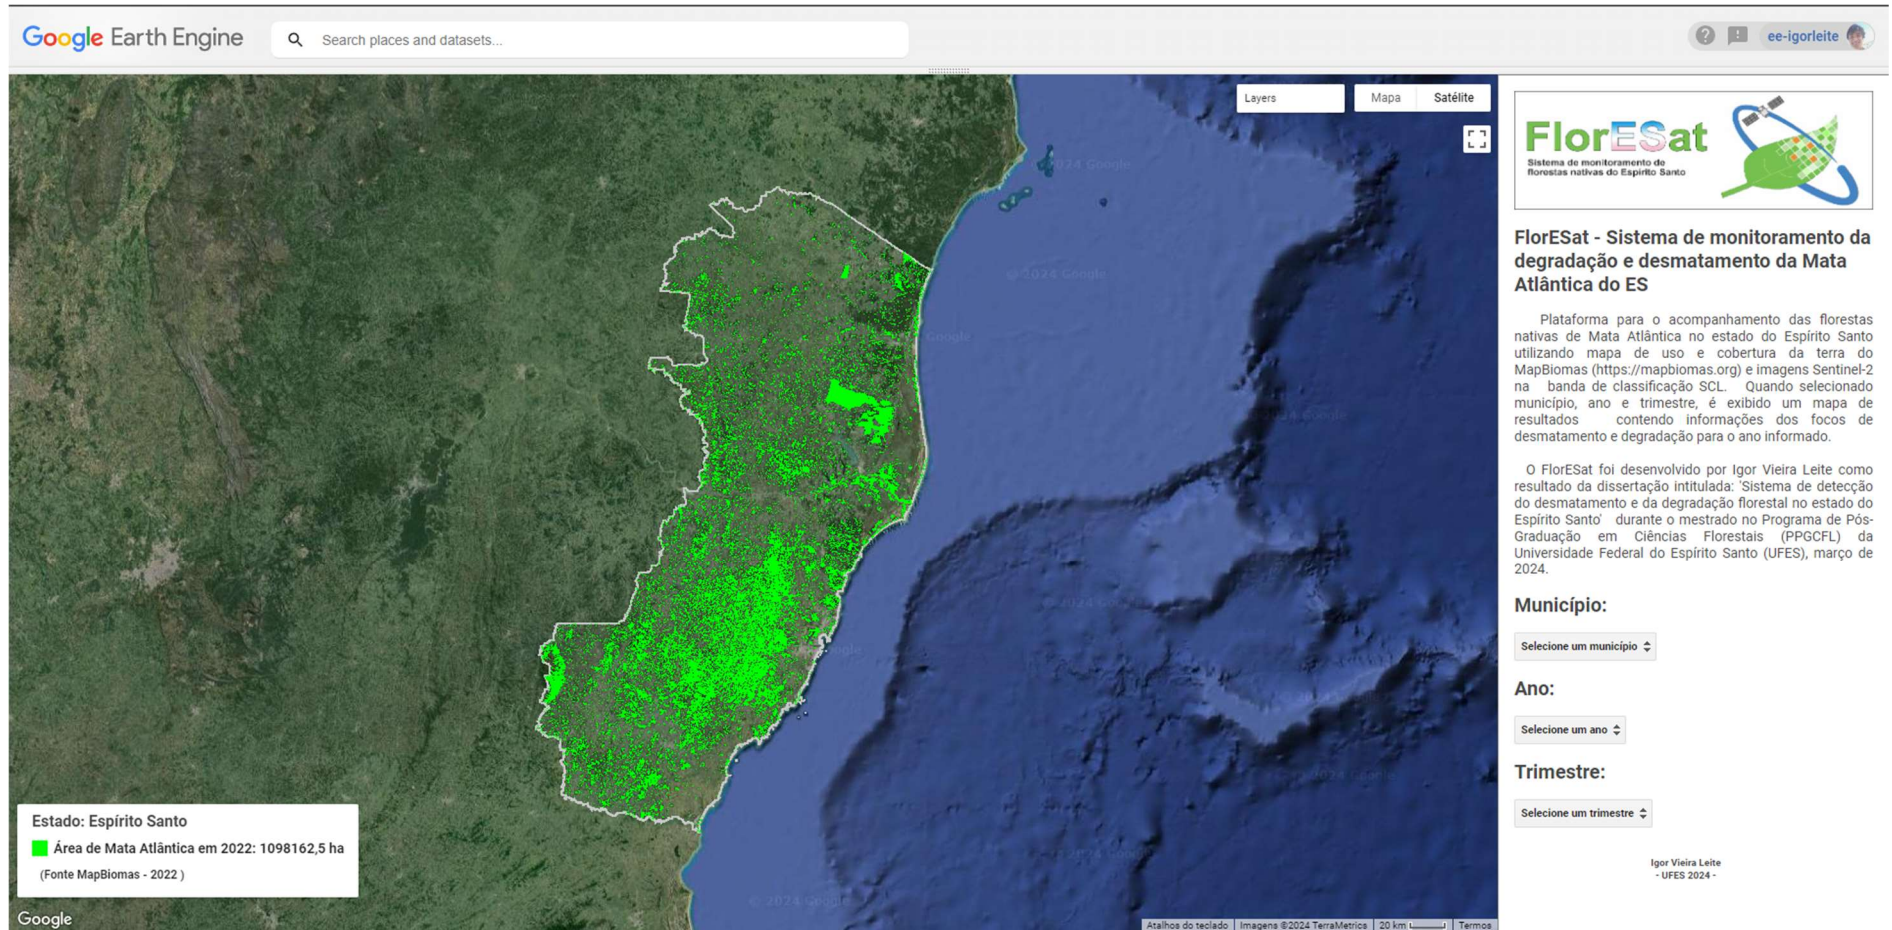 Google Earth Engine
Search places and datasets...
ee-igorleite
Layers
Mapa
Satélite
© 2024 Google
© 2024 Google
Google
FlorESat
Sistema de monitoramento de
florestas nativas do Espírito Santo
FlorESat - Sistema de monitoramento da
degradação e desmatamento da Mata
Atlântica do ES
Plataforma para o acompanhamento das florestas
nativas de Mata Atlântica no estado do Espírito Santo
utilizando mapa de uso e cobertura da terra do
MapBiomas (https://mapbiomas.org) e imagens Sentinel-2
na banda de classificação SCL. Quando selecionado
município, ano e trimestre, é exibido um mapa de
resultados contendo informações dos focos de
desmatamento e degradação para o ano informado.
O FlorESat foi desenvolvido por Igor Vieira Leite como
resultado da dissertação intitulada: 'Sistema de detecção
do desmatamento e da degradação florestal no estado do
Espírito Santo' durante o mestrado no Programa de Pós-
Graduação em Ciências Florestais (PPGCFL) da
Universidade Federal do Espírito Santo (UFES), março de
2024.
Município:
Selecione um município
Ano:
Selecione um ano
Trimestre:
Selecione um trimestre
Igor Vieira Leite
- UFES 2024 -
Estado: Espírito Santo
Área de Mata Atlântica em 2022: 1098162,5 ha
(Fonte MapBiomas - 2022 )
Google
© 2024 Google
Atalhos do teclado
Imagens ©2024 TerraMetrics
20 km
Termos